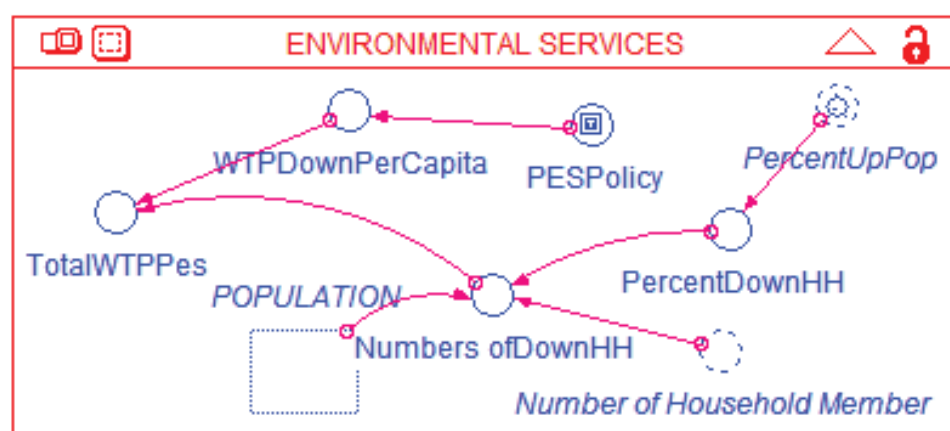 ENVIRONMENTAL SERVICES
WTPDownPerCapita
PESPolicy
PercentUpPop
TotalWTPPes
POPULATION
PercentDownHH
Numbers ofDownHH
Number of Household Member